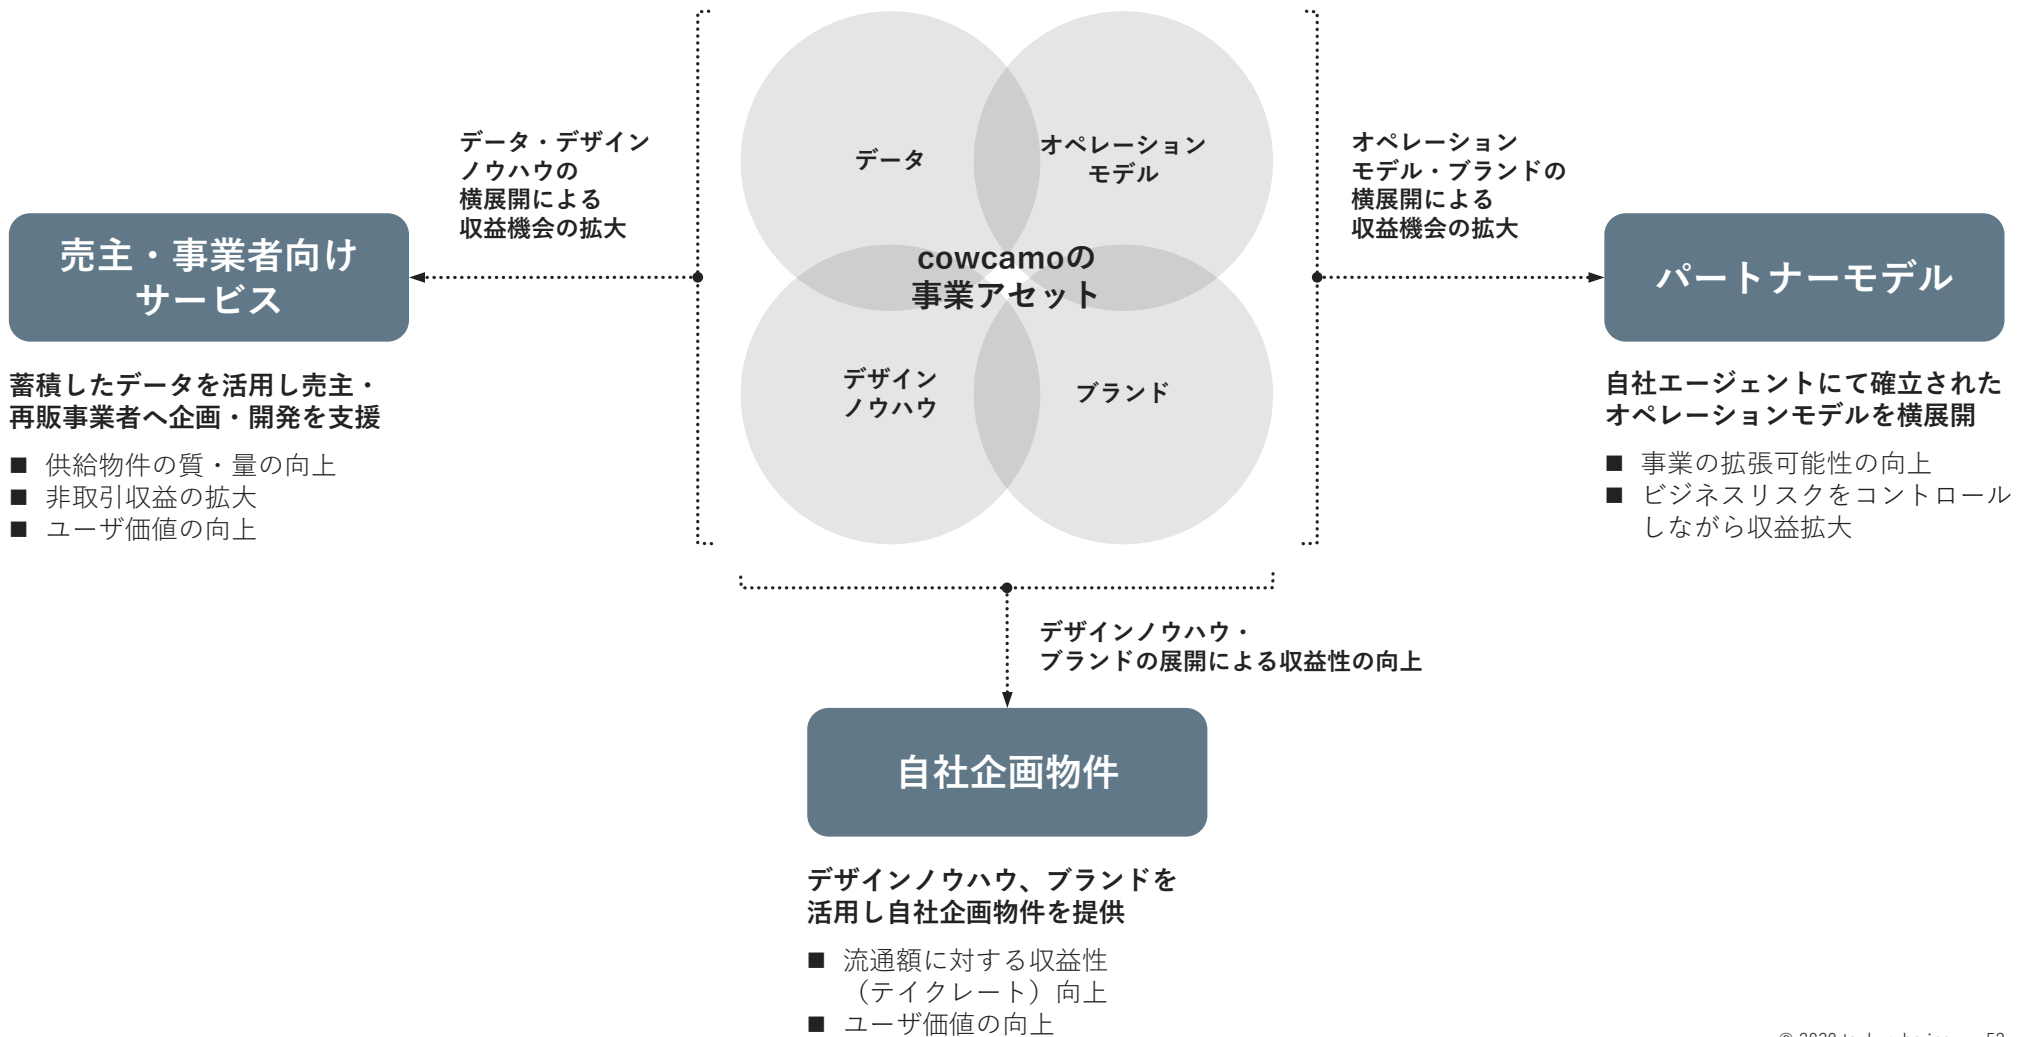 データ
オペレーション
モデル
cowcamoの
事業アセット
デザイン
ノウハウ
ブランド
データ・デザイン
ノウハウの
横展開による
収益機会の拡大
売主・事業者向け
サービス
蓄積したデータを活用し売主・
再販事業者へ企画・開発を支援
■ 供給物件の質・量の向上
■ 非取引収益の拡大
■ ユーザ価値の向上
オペレーション
モデル・ブランドの
横展開による
収益機会の拡大
パートナーモデル
自社エージェントにて確立された
オペレーションモデルを横展開
■ 事業の拡張可能性の向上
■ ビジネスリスクをコントロール
しながら収益拡大
デザインノウハウ・
ブランドの展開による収益性の向上
自社企画物件
デザインノウハウ、ブランドを
活用し自社企画物件を提供
■ 流通額に対する収益性
（テイクレート）向上
■ ユーザ価値の向上